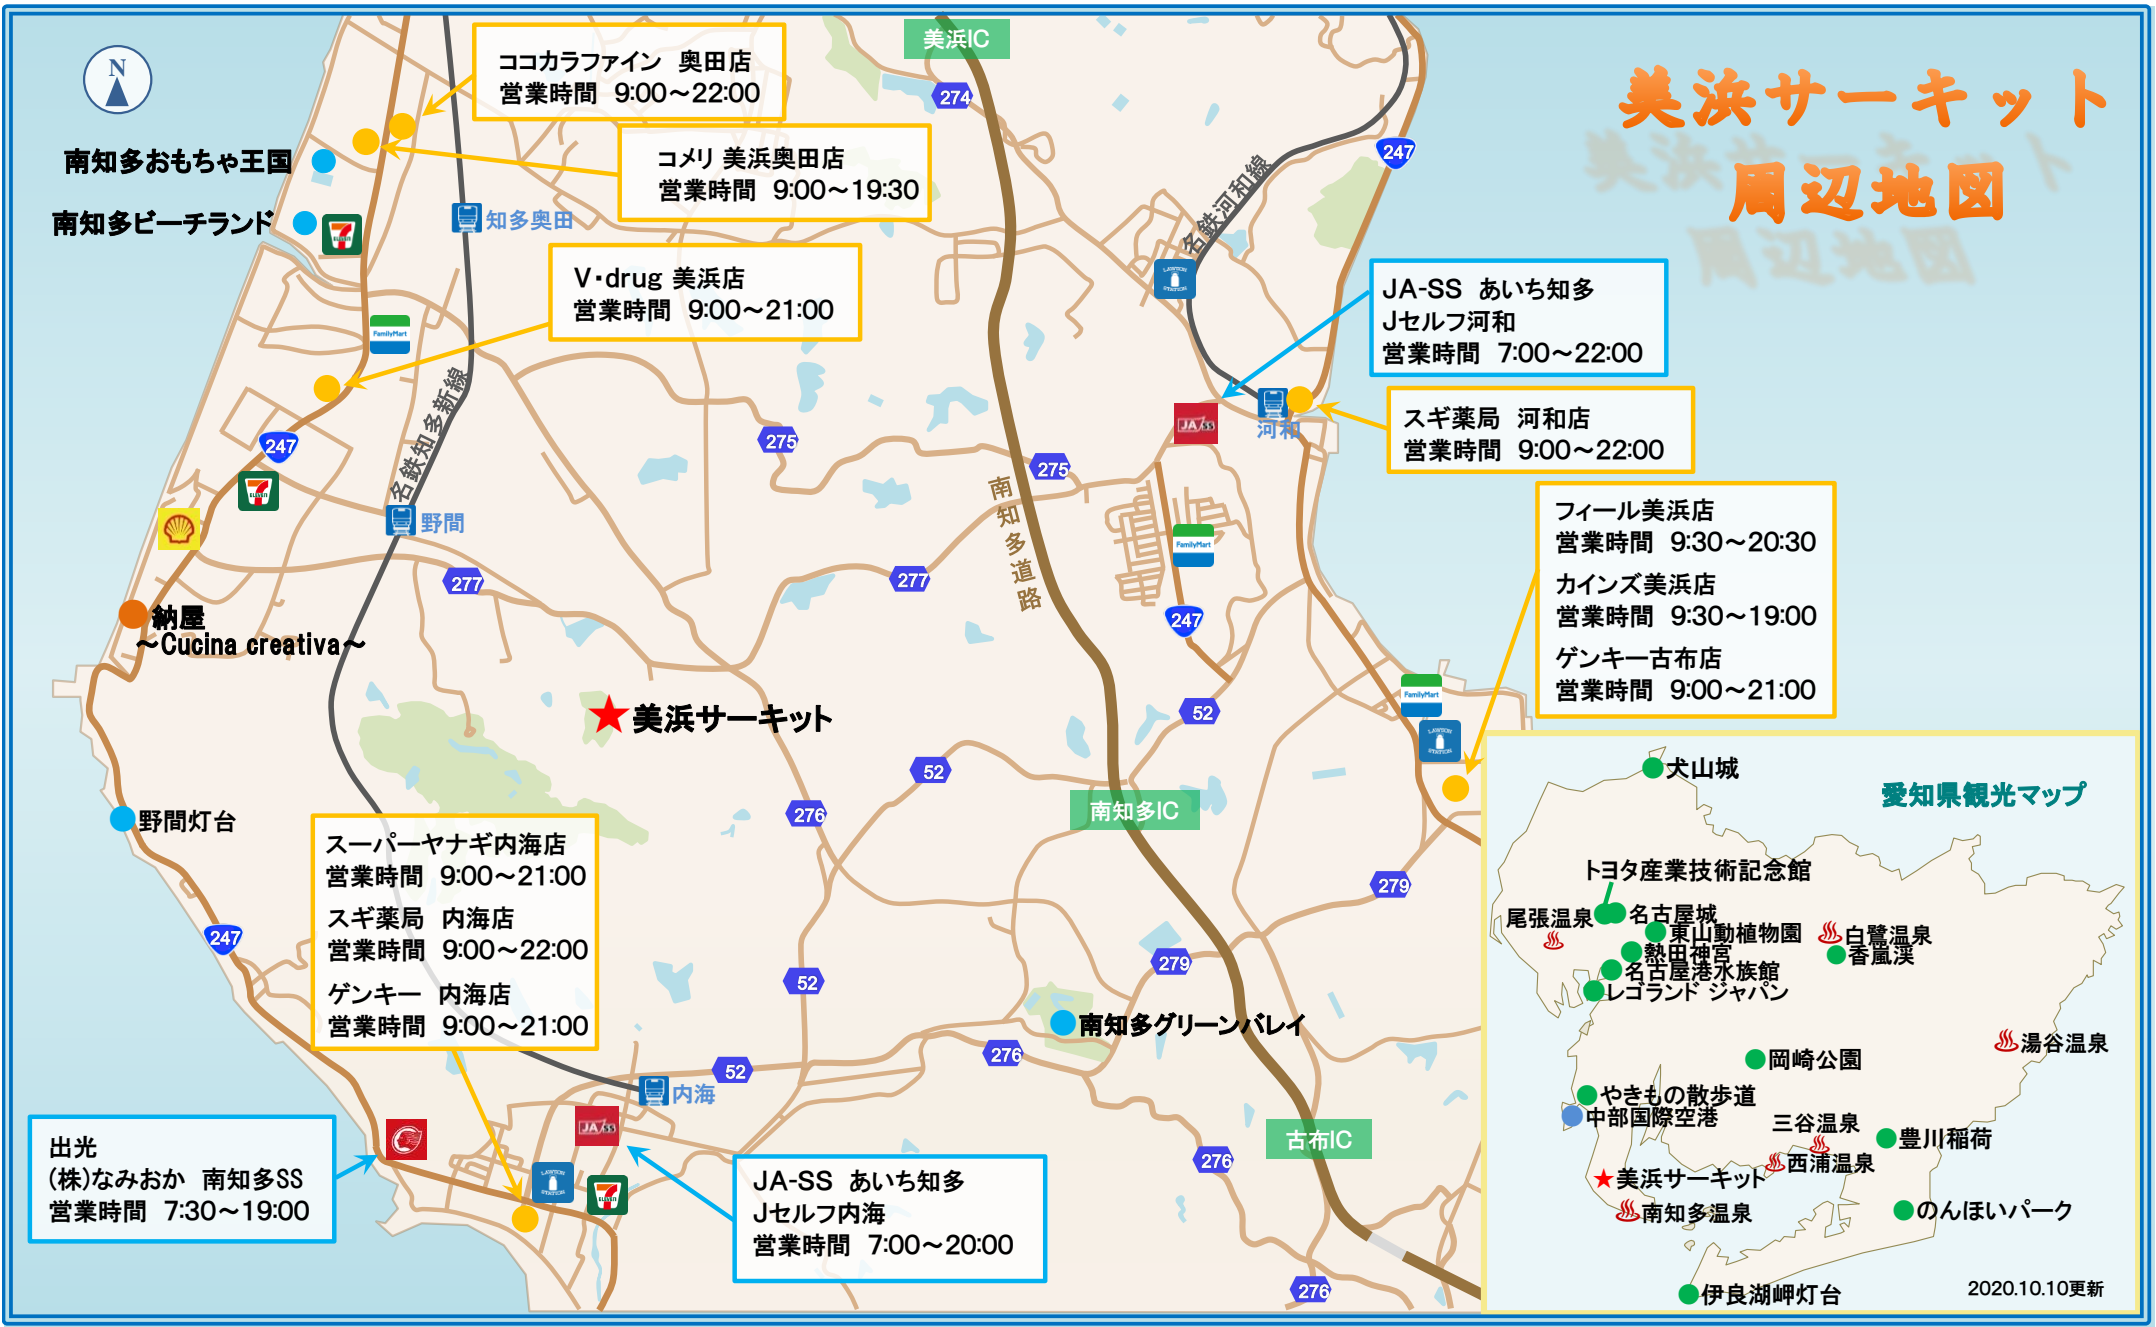 美浜サーキット
周辺地図
N
ココカラファイン 奥田店
営業時間 9:00～22:00
コメリ 美浜奥田店
営業時間 9:00～19:30
美浜IC
274
247
名鉄河和線
南知多おもちゃ王国
南知多ビーチランド
7 ELEVEN
知多奥田
V・drug 美浜店
営業時間 9:00～21:00
LAWSON STATION
JA-SS あいち知多
Jセルフ河和
営業時間 7:00～22:00
FamilyMart
名鉄知多新線
JA/SS
河和
スギ薬局 河和店
営業時間 9:00～22:00
247
275
275
南知多道路
7 ELEVEN
野間
フィール美浜店
営業時間 9:30～20:30
カインズ美浜店
営業時間 9:30～19:00
ゲンキー古布店
営業時間 9:00～21:00
FamilyMart
277
277
247
納屋
～Cucina creativa～
美浜サーキット
52
FamilyMart
LAWSON STATION
52
276
南知多IC
野間灯台
279
スーパーヤナギ内海店
営業時間 9:00～21:00
スギ薬局 内海店
営業時間 9:00～22:00
ゲンキー 内海店
営業時間 9:00～21:00
247
52
279
南知多グリーンバレイ
276
52
内海
JA/SS
古布IC
276
276
出光
(株)なみおか 南知多SS
営業時間 7:30～19:00
LAWSON STATION
7 ELEVEN
JA-SS あいち知多
Jセルフ内海
営業時間 7:00～20:00
愛知県観光マップ
犬山城
トヨタ産業技術記念館
尾張温泉
名古屋城
東山動植物園
白鷺温泉
熱田神宮
香嵐渓
名古屋港水族館
レゴランド ジャパン
湯谷温泉
岡崎公園
やきもの散歩道
中部国際空港
三谷温泉
豊川稲荷
西浦温泉
美浜サーキット
南知多温泉
のんほいパーク
伊良湖岬灯台
2020.10.10更新